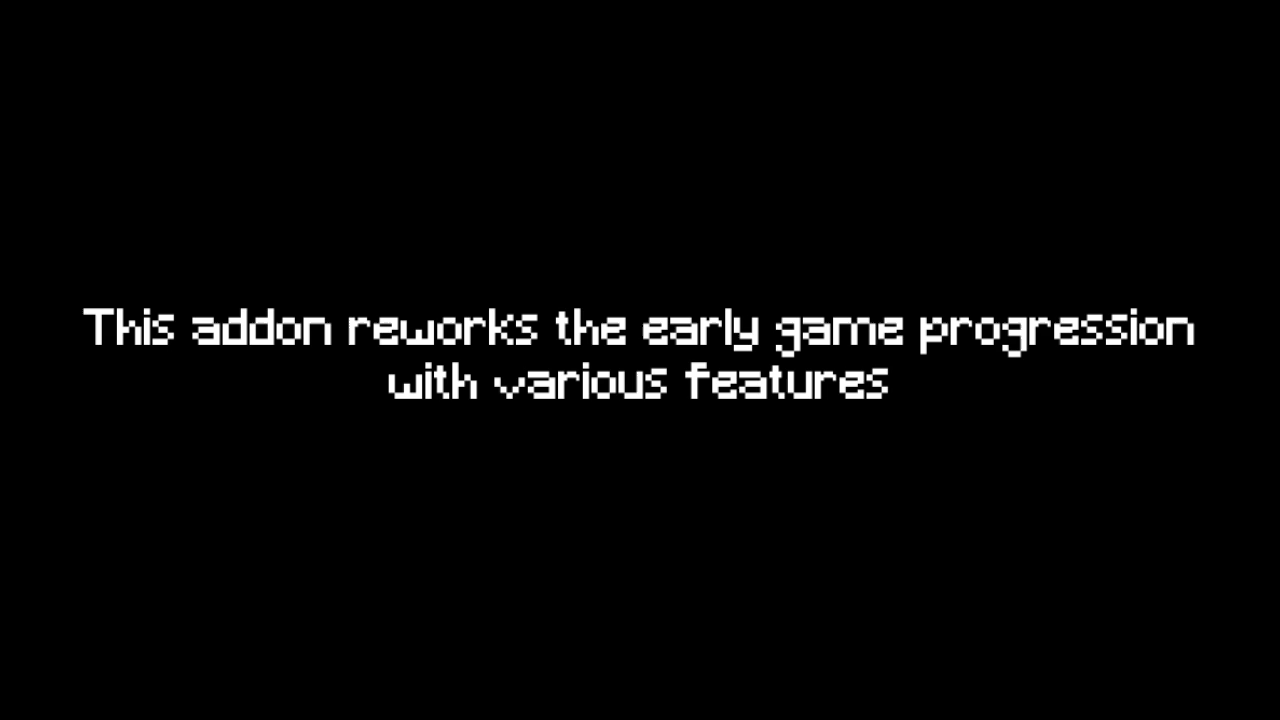 This addon reworks the early game progression
with various features